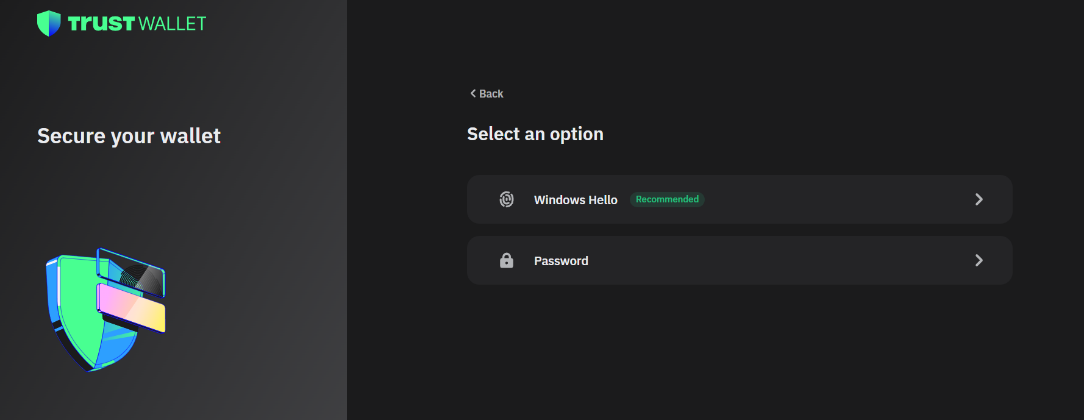 TRUST WALLET
Secure your wallet
Back
Select an option
Windows Hello Recommended
Password